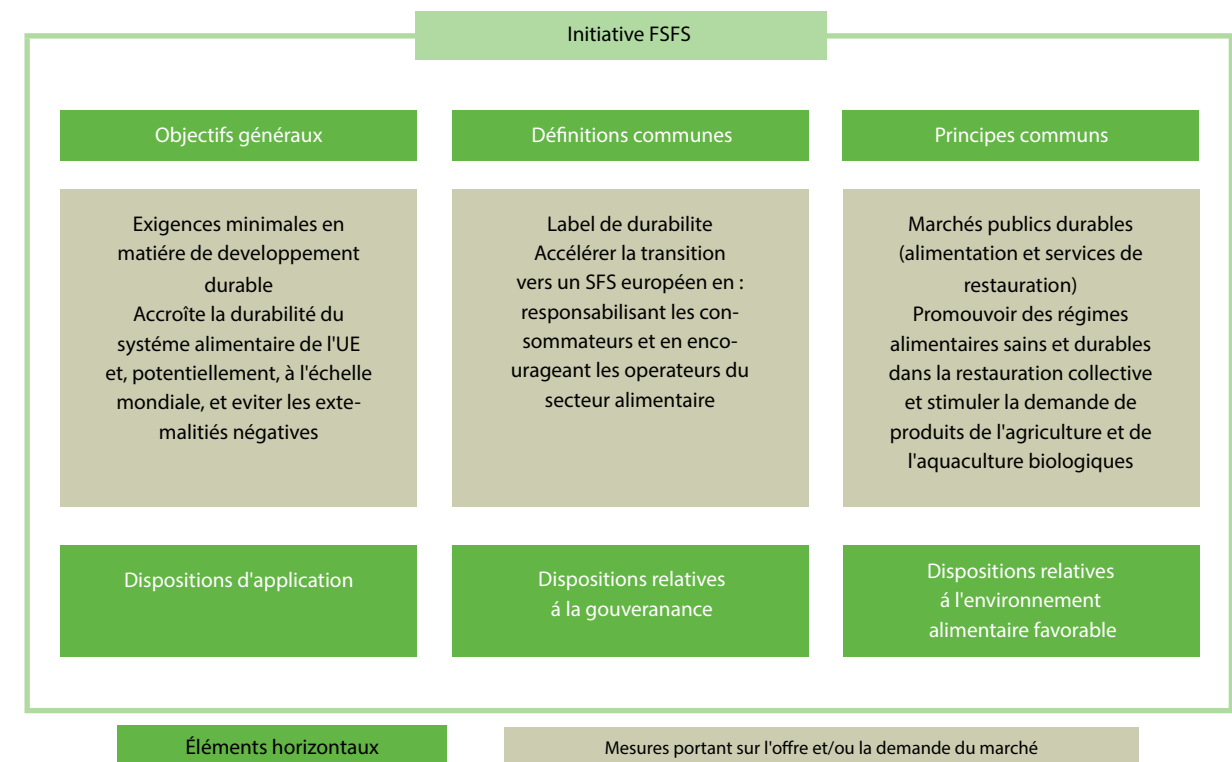 Initiative FSFS
Objectifs généraux
Définitions communes
Principes communs
Exigences minimales en
matiére de developpement
durable
Accroîte la durabilité du
systéme alimentaire de l'UE
et, potentiellement, à l'échelle
mondiale, et eviter les exte-
malitiés négatives
Label de durabilite
Accélérer la transition
vers un SFS européen en :
responsabilisant les con-
sommateurs et en enco-
urageant les operateurs du
secteur alimentaire
Marchés publics durables
(alimentation et services de
restauration)
Promouvoir des régimes
alimentaires sains et durables
dans la restauration collective
et stimuler la demande de
produits de l'agriculture et de
l'aquaculture biologiques
Dispositions d'application
Dispositions relatives
á la gouveranance
Dispositions relatives
á l'environnement
alimentaire favorable
Éléments horizontaux
Mesures portant sur l'offre et/ou la demande du marché